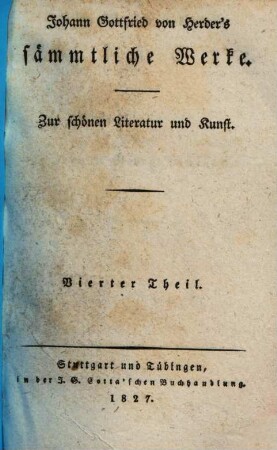 Johann Gottfried von Herder's
sämmtliche Werke.
Zur schönen Literatur und Kunst.
Vierter Theil.
Stuttgart und Tübingen,
in der J. G. Cotta'schen Buchhandlung.
1827.